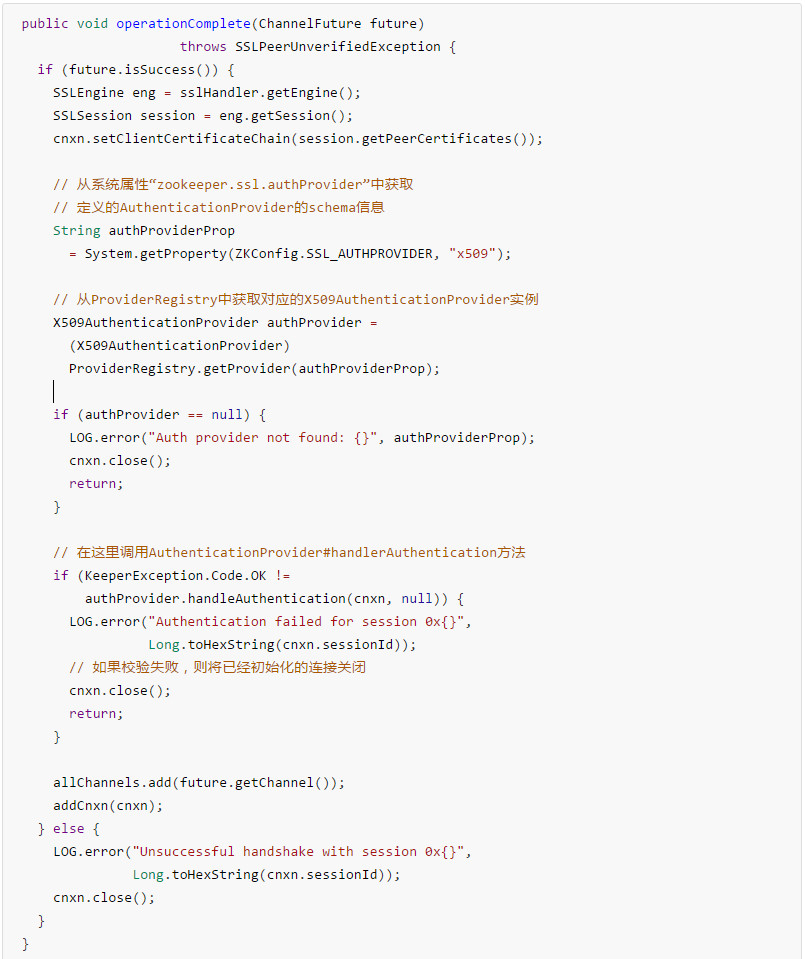 public void operationComplete(ChannelFuture future)
                    throws SSLPeerUnverifiedException {
  if (future.isSuccess()) {
    SSLEngine eng = sslHandler.getEngine();
    SSLSession session = eng.getSession();
    cnxn.setClientCertificateChain(session.getPeerCertificates());

    // 从系统属性“zookeeper.ssl.authProvider”中获取
    // 定义的AuthenticationProvider的schema信息
    String authProviderProp
      = System.getProperty(ZKConfig.SSL_AUTHPROVIDER, "x509");

    // 从ProviderRegistry中获取对应的X509AuthenticationProvider实例
    X509AuthenticationProvider authProvider =
      (X509AuthenticationProvider)
      ProviderRegistry.getProvider(authProviderProp);

    if (authProvider == null) {
      LOG.error("Auth provider not found: {}", authProviderProp);
      cnxn.close();
      return;
    }

    // 在这里调用AuthenticationProvider#handlerAuthentication方法
    if (KeeperException.Code.OK !=
        authProvider.handleAuthentication(cnxn, null)) {
      LOG.error("Authentication failed for session 0x{}",
                Long.toHexString(cnxn.sessionId));
      // 如果校验失败，则将已经初始化的连接关闭
      cnxn.close();
      return;
    }

    allChannels.add(future.getChannel());
    addCnxn(cnxn);
  } else {
    LOG.error("Unsuccessful handshake with session 0x{}",
              Long.toHexString(cnxn.sessionId));
    cnxn.close();
  }
}